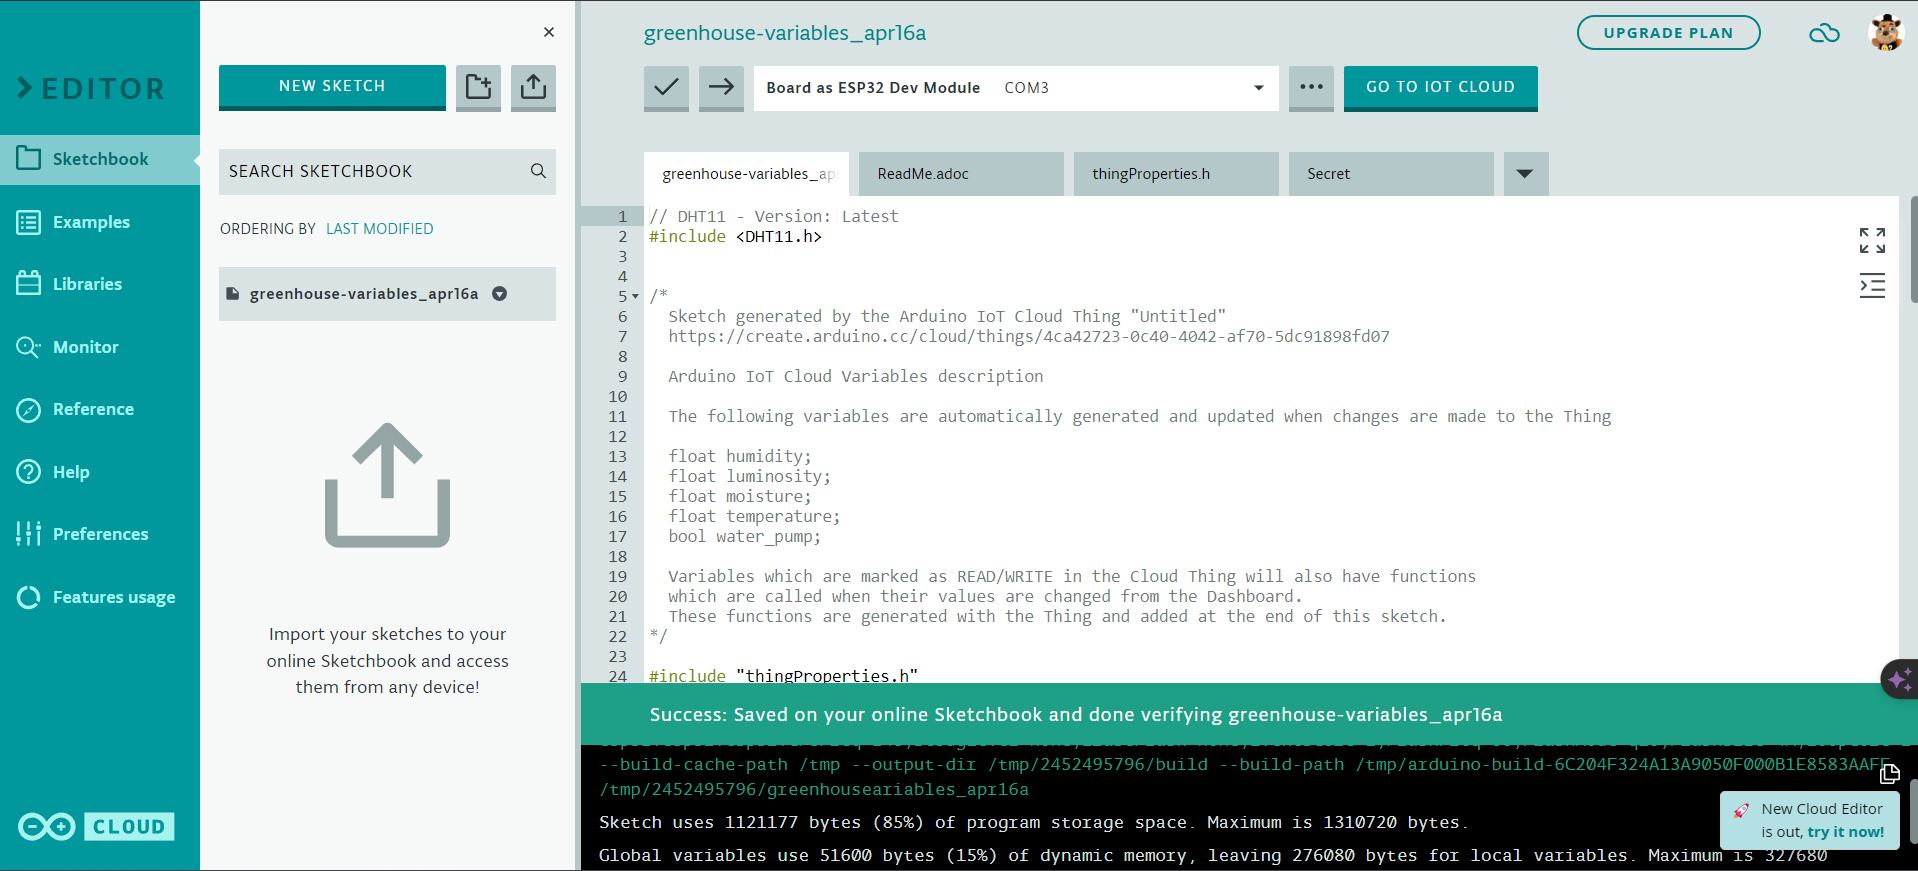 EDITOR
Sketchbook
Examples
Libraries
Monitor
Reference
Help
Preferences
Features usage
CLOUD
NEW SKETCH
SEARCH SKETCHBOOK
ORDERING BY LAST MODIFIED
greenhouse-variables_apr16a
Import your sketches to your
online Sketchbook and access
them from any device!
greenhouse-variables_apr16a
UPGRADE PLAN
Board as ESP32 Dev Module COM3
GO TO IOT CLOUD
greenhouse-variables_ap
ReadMe.adoc
thingProperties.h
Secret
1 // DHT11 - Version: Latest
2 #include <DHT11.h>
3
4
5 /*
6 Sketch generated by the Arduino IoT Cloud Thing "Untitled"
7 https://create.arduino.cc/cloud/things/4ca42723-0c40-4042-af70-5dc91898fd07
8
9 Arduino IoT Cloud Variables description
10
11 The following variables are automatically generated and updated when changes are made to the Thing
12
13 float humidity;
14 float luminosity;
15 float moisture;
16 float temperature;
17 bool water_pump;
18
19 Variables which are marked as READ/WRITE in the Cloud Thing will also have functions
20 which are called when their values are changed from the Dashboard.
21 These functions are generated with the Thing and added at the end of this sketch.
22 */
23
24 #include "thingProperties.h"
Success: Saved on your online Sketchbook and done verifying greenhouse-variables_apr16a
--build-cache-path /tmp --output-dir /tmp/2452495796/build --build-path /tmp/arduino-build-6C204F324A13A9050F000B1E8583AAFF
/tmp/2452495796/greenhouseariables_apr16a
Sketch uses 1121177 bytes (85%) of program storage space. Maximum is 1310720 bytes.
Global variables use 51600 bytes (15%) of dynamic memory, leaving 276080 bytes for local variables. Maximum is 327680
New Cloud Editor
is out, try it now!